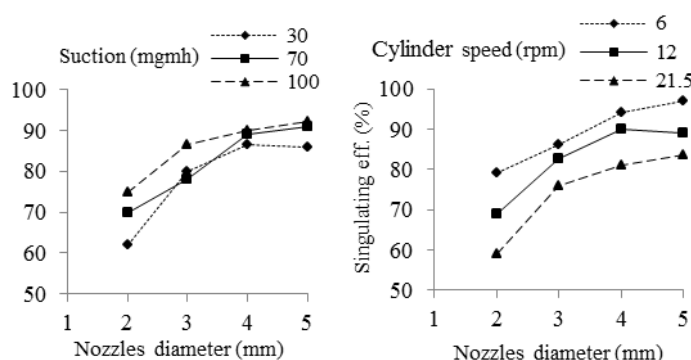 30
Suction (mgmh) 70
100
100
90
80
70
60
50
1 2 3 4 5
Nozzles diameter (mm)
6
Cylinder speed (rpm) 12
21.5
Singulating eff. (%)
100
90
80
70
60
50
1 2 3 4 5
Nozzles diameter (mm)